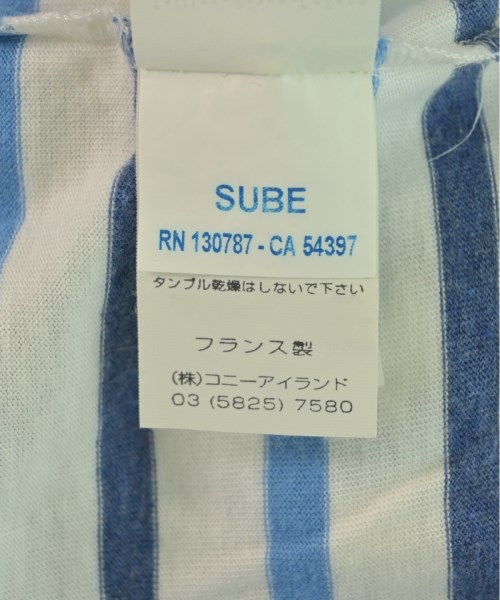 SUBE
RN 130787 - CA 54397
タンブル乾燥はしないで下さい
フランス製
(株)コニーアイランド
03 (5825) 7580